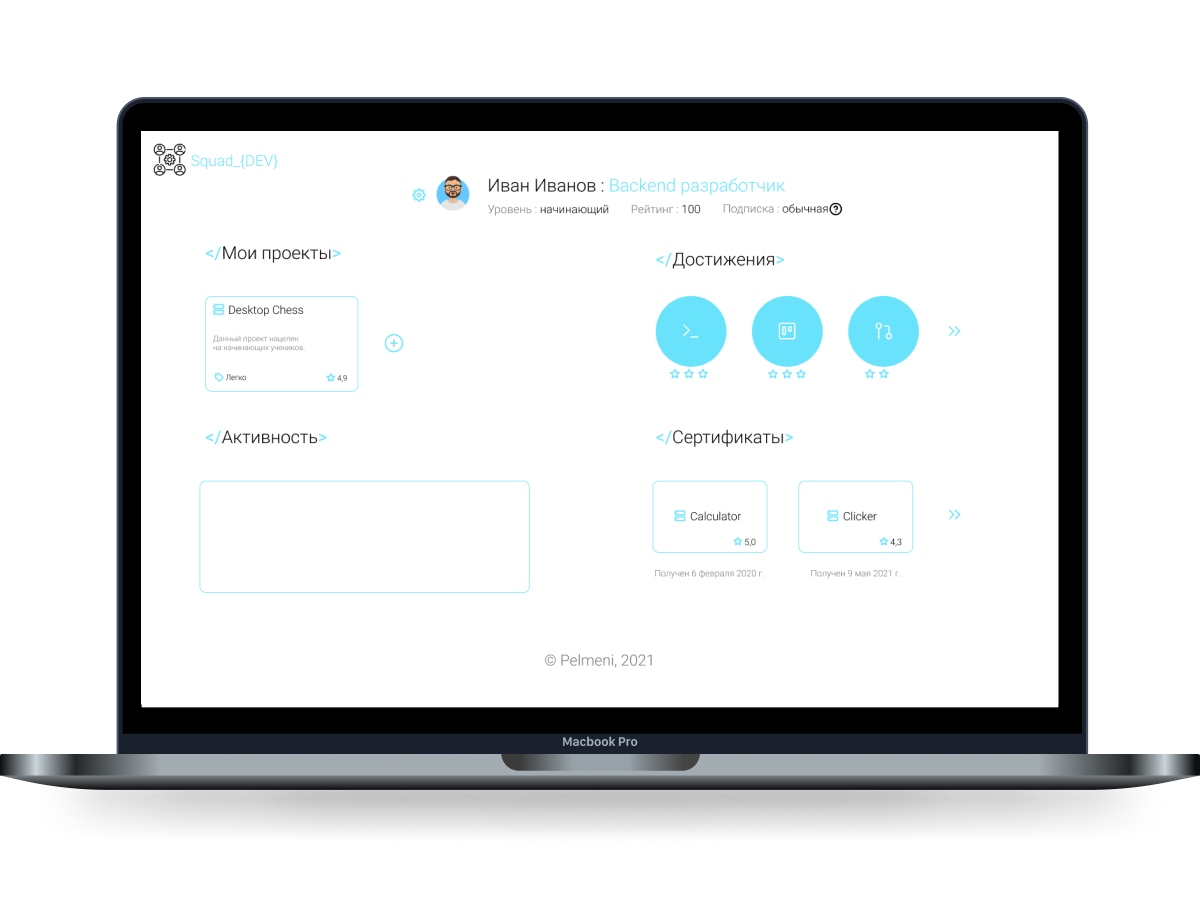 Squad_{DEV}
Иван Иванов : Backend разработчик
Уровень : начинающий Рейтинг : 100 Подписка : обычная ?
</Мои проекты>
Desktop Chess
Данный проект нацелен
на начинающих учеников.
Легко 4,9
</Достижения>
</Активность>
</Сертификаты>
Calculator
5,0
Получен 6 февраля 2020 г.
Clicker
4,3
Получен 9 мая 2021 г.
© Pelmeni, 2021
Macbook Pro